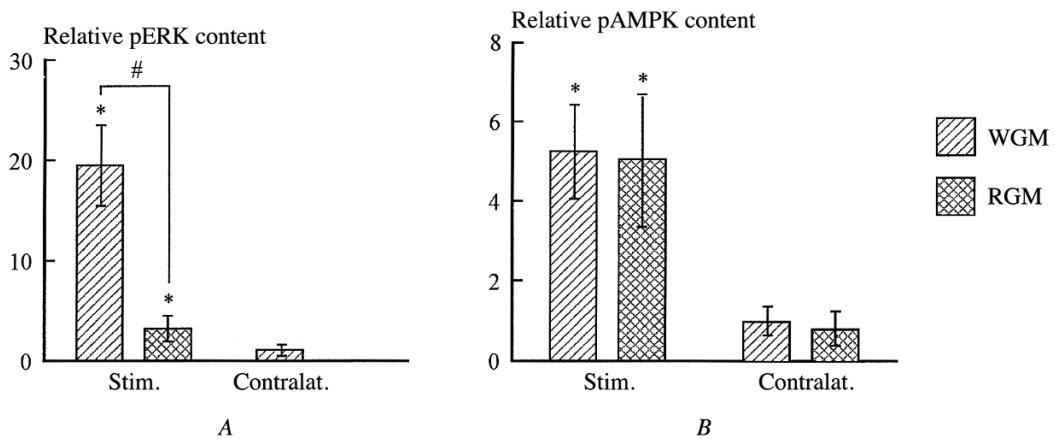 Relative pERK content
30
20
10
0
#
*
*
Stim.
Contralat.
A
Relative pAMPK content
8
6
4
2
0
*
*
Stim.
Contralat.
B
WGM
RGM